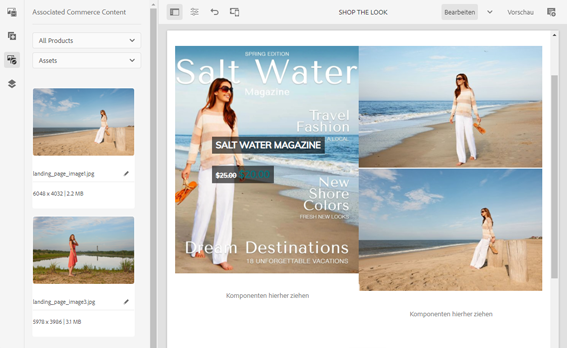 Associated Commerce Content
SHOP THE LOOK
Bearbeiten
Vorschau
All Products
Assets
landing_page_image1.jpg
6048 x 4032 | 2.2 MB
landing_page_image3.jpg
5978 x 3986 | 3.1 MB
SPRING EDITION
Salt Water
Magazine
Travel
Fashion
SALT WATER MAGAZINE
$25.00
New
Shore
Colors
FRESH NEW LOOKS
Dream Destinations
18 UNFORGETTABLE VACATIONS
Komponenten hierher ziehen
Komponenten hierher ziehen